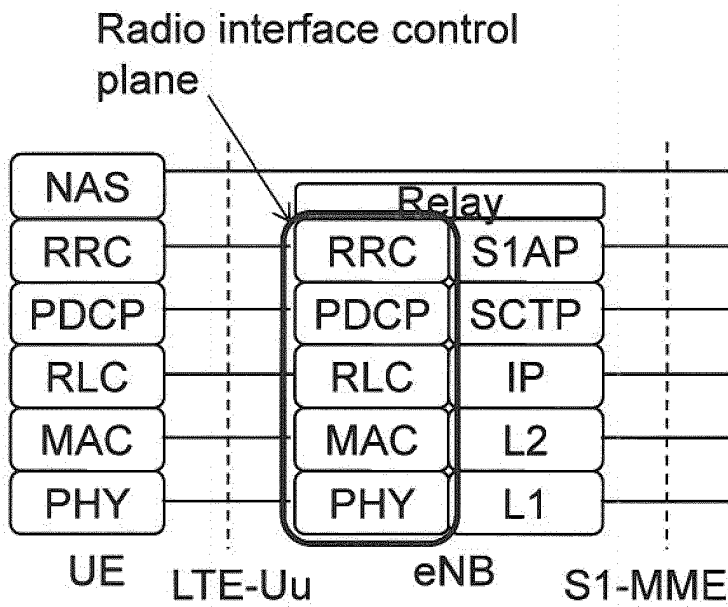 Radio interface control
plane
NAS
Relay
RRC RRC S1AP
PDCP PDCP SCTP
RLC RLC IP
MAC MAC L2
PHY PHY L1
UE LTE-Uu eNB S1-MME